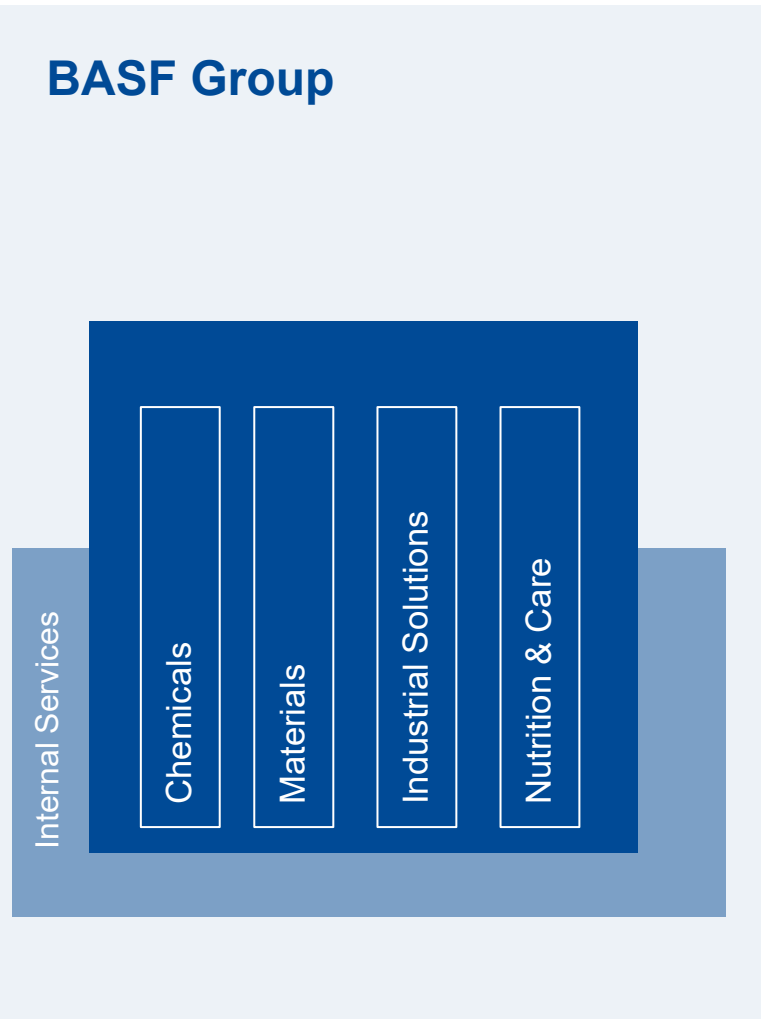 BASF Group
Internal Services
Chemicals
Materials
Industrial Solutions
Nutrition & Care